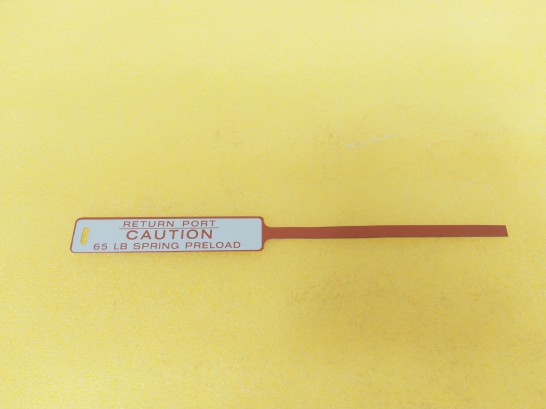 RETURN PORT
CAUTION
65 LB SPRING PRELOAD